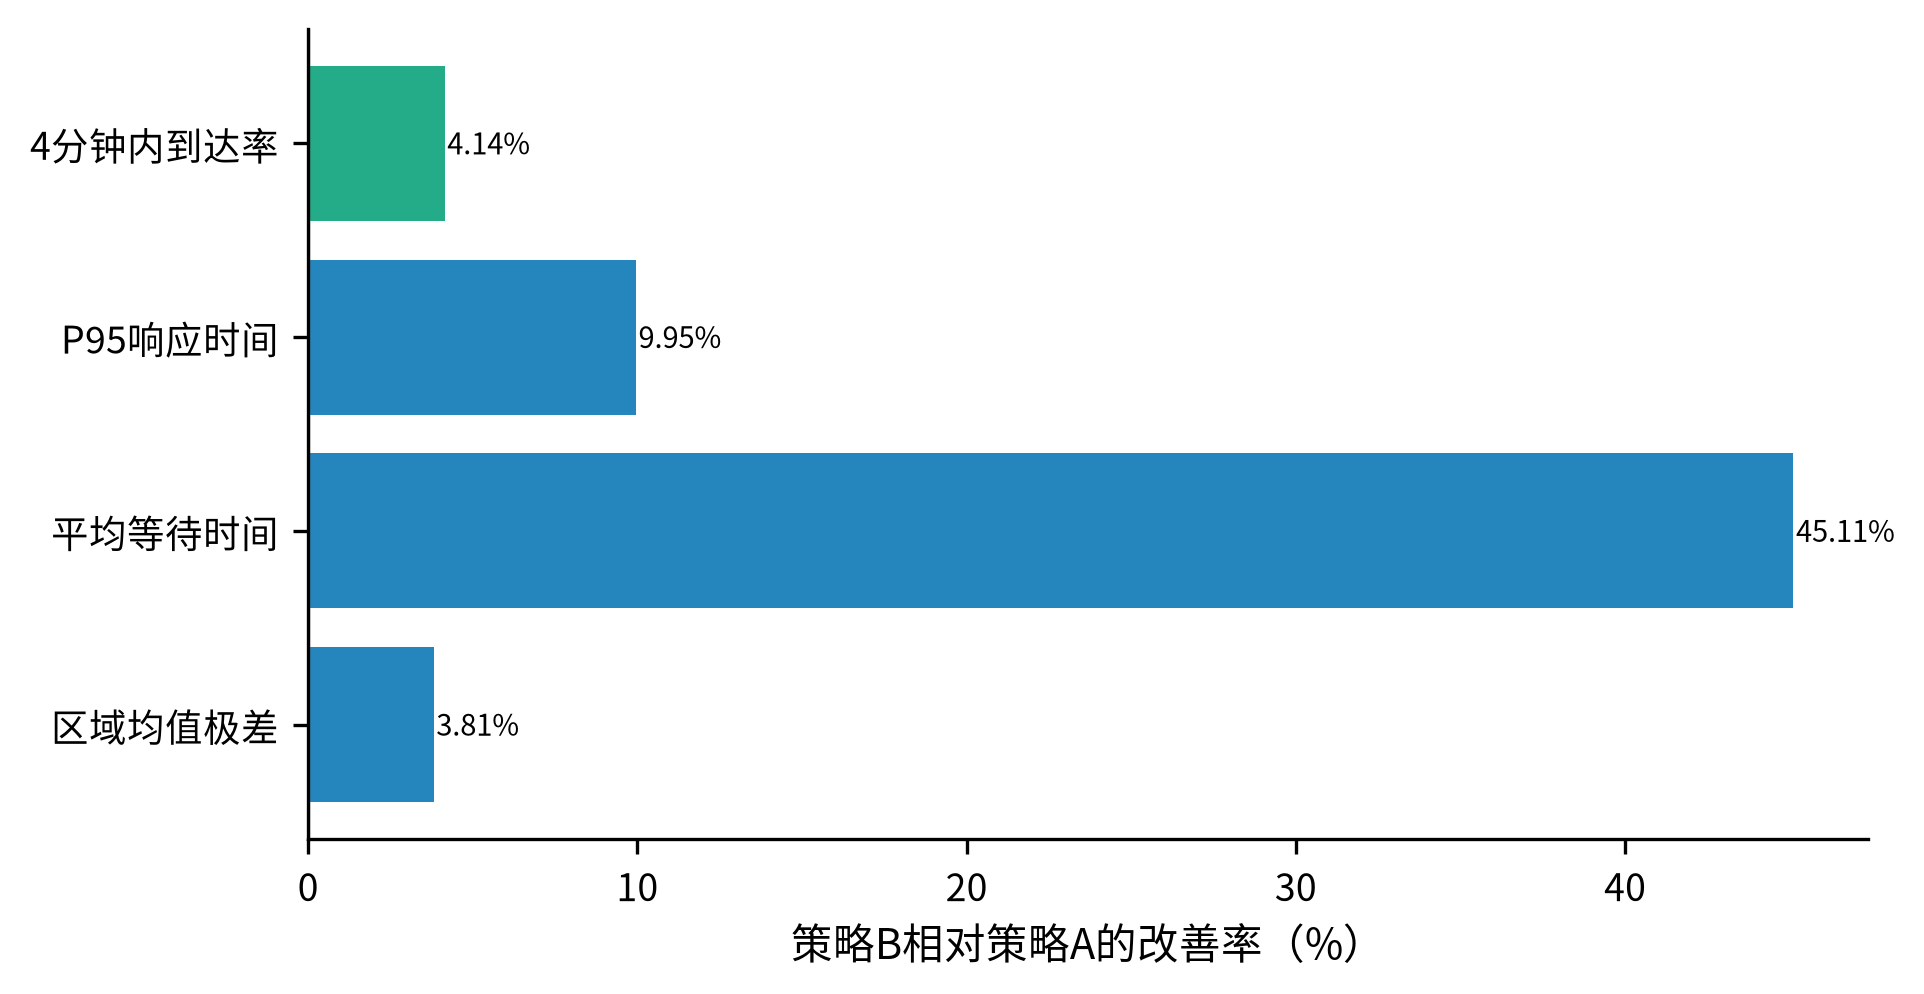 4分钟内到达率
4.14%
P95响应时间
9.95%
平均等待时间
45.11%
区域均值极差
3.81%
0 10 20 30 40
策略B相对策略A的改善率（%）